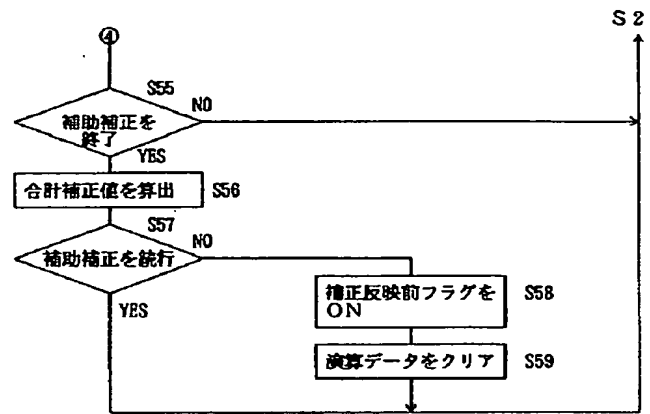 S2
④
S55
NO
補助補正を
終了
YES
合計補正値を算出
S56
S57
NO
補助補正を続行
YES
補正反映前フラグを
ON
S58
演算データをクリア
S59